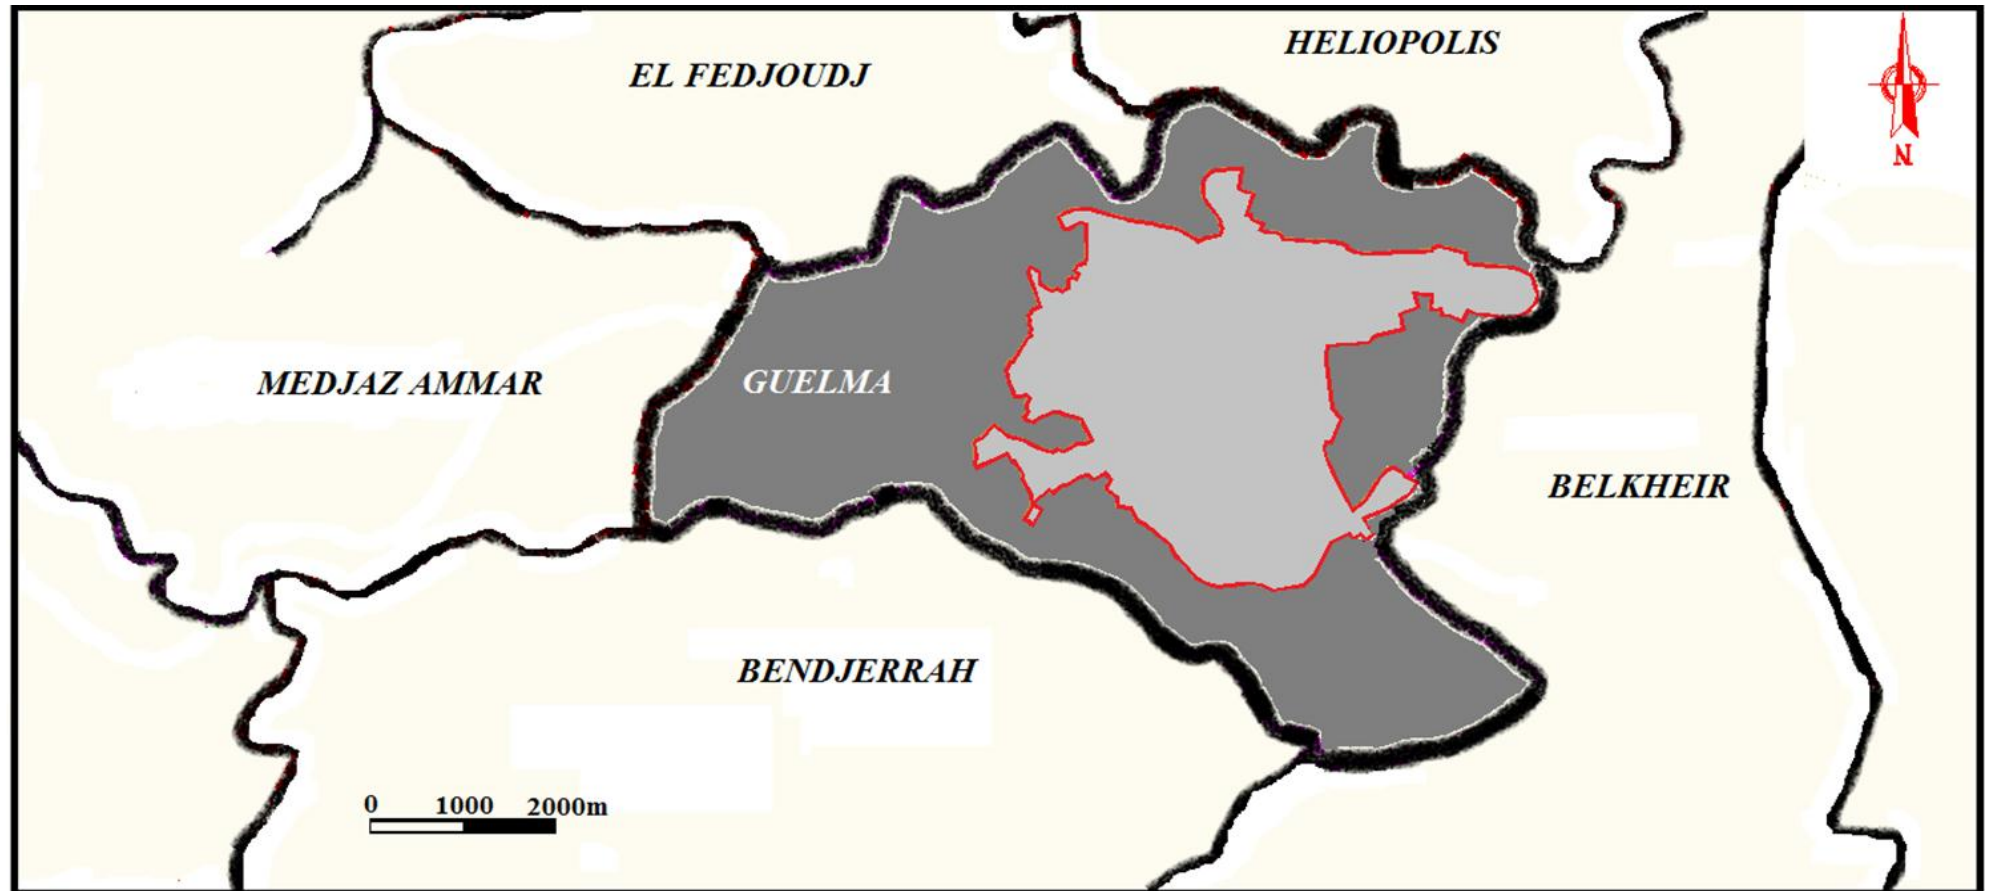 HELIOPOLIS
EL FEDJOUDJ
N
MEDJAZ AMMAR
GUELMA
BELKHEIR
BENDJERRAH
0 1000 2000m